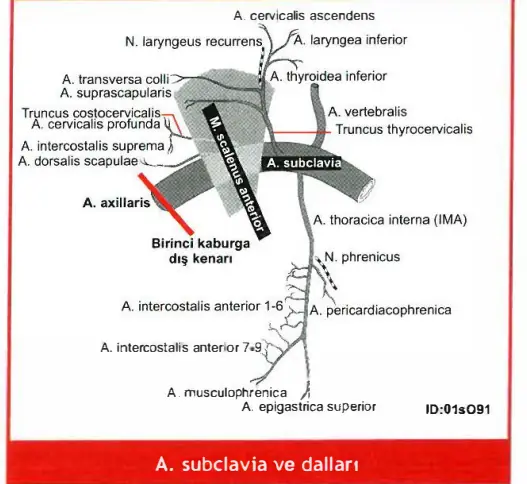 A. cervicalis ascendens
N. laryngeus recurrens
A. laryngea inferior
A. transversa colli
A. thyroidea inferior
A. suprascapularis
Truncus costocervicalis
A. vertebralis
A. cervicalis profunda
Truncus thyrocervicalis
A. intercostalis suprema
A. dorsalis scapulae
M. scalenus anterior
A. subclavia
A. axillaris
A. thoracica interna (IMA)
Birinci kaburga
dış kenarı
N. phrenicus
A. intercostalis anterior 1-6
A. pericardiacophrenica
A. intercostalis anterior 7-9
A. musculophrenica
A. epigastrica superior
ID:01s091
A. subclavia ve dalları